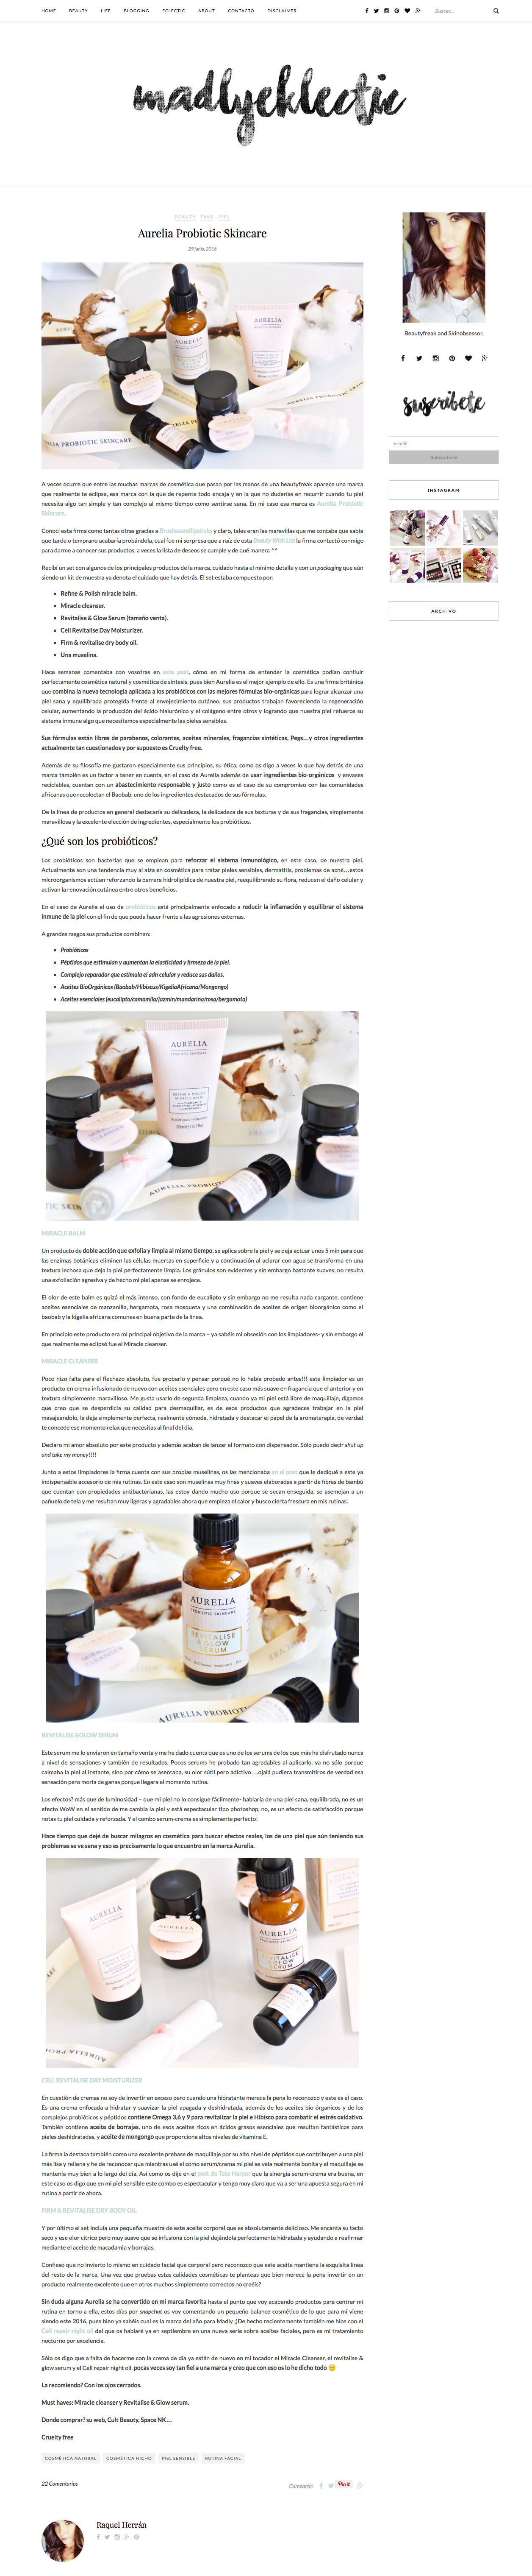 HOME BEAUTY LIFE BLOGGING ECLECTIC ABOUT CONTACTO DISCLAIMER
Buscar...
madlyeklectic
BEAUTY FAVS PIEL
Aurelia Probiotic Skincare
29 junio, 2016
A veces ocurre que entre las muchas marcas de cosmética que pasan por las manos de una beautyfreak aparece una marca
que realmente te eclipsa, esa marca con la que de repente todo encaja y en la que no dudarías en recurrir cuando tu piel
necesita algo tan simple y tan complejo al mismo tiempo como sentirse sana. En mi caso esa marca es Aurelia Probiotic
Skincare.
Conocí esta firma como tantas otras gracias a Brushesandlipsticks y claro, tales eran las maravillas que me contaba que sabía
que tarde o temprano acabaría probándola, cual fue mi sorpresa que a raíz de esta Beauty Wish List la firma contactó conmigo
para darme a conocer sus productos, a veces la lista de deseos se cumple y de qué manera ^^
Recibí un set con algunos de los principales productos de la marca, cuidado hasta el mínimo detalle y con un packaging que aún
siendo un kit de muestra ya denota el cuidado que hay detrás. El set estaba compuesto por:
Refine & Polish miracle balm.
Miracle cleanser.
Revitalise & Glow Serum (tamaño venta).
Cell Revitalise Day Moisturizer.
Firm & revitalise dry body oil.
Una muselina.
Hace semanas comentaba con vosotras en este post, cómo en mi forma de entender la cosmética podían confluir
perfectamente cosmética natural y cosmética de síntesis, pues bien Aurelia es el mejor ejemplo de ello. Es una firma británica
que combina la nueva tecnología aplicada a los probióticos con las mejores fórmulas bio-orgánicas para lograr alcanzar una
piel sana y equilibrada protegida frente al envejecimiento cutáneo, sus productos trabajan favoreciendo la regeneración
celular, aumentando la producción del ácido hialurónico y el colágeno entre otros y logrando que nuestra piel refuerce su
sistema inmune algo que necesitamos especialmente las pieles sensibles.
Sus fórmulas están libres de parabenos, colorantes, aceites minerales, fragancias sintéticas, Pegs....y otros ingredientes
actualmente tan cuestionados y por supuesto es Cruelty free.
Además de su filosofía me gustaron especialmente sus principios, su ética, como os digo a veces lo que hay detrás de una
marca también es un factor a tener en cuenta, en el caso de Aurelia además de usar ingredientes bio-orgánicos y envases
reciclables, cuentan con un abastecimiento responsable y justo como es el caso de su compromiso con las comunidades
africanas que recolectan el Baobab, uno de los ingredientes destacados de sus fórmulas.
De la línea de productos en general destacaría su delicadeza, la delicadeza de sus texturas y de sus fragancias, simplemente
maravillosa y la excelente elección de ingredientes, especialmente los probióticos.
¿Qué son los probióticos?
Los probióticos son bacterias que se emplean para reforzar el sistema inmunológico, en este caso, de nuestra piel.
Actualmente son una tendencia muy al alza en cosmética para tratar pieles sensibles, dermatitis, problemas de acné....estos
microorganismos actúan reforzando la barrera hidrolipídica de nuestra piel, reequilibrando su flora, reducen el daño celular y
activan la renovación cutánea entre otros beneficios.
En el caso de Aurelia el uso de probióticos está principalmente enfocado a reducir la inflamación y equilibrar el sistema
inmune de la piel con el fin de que pueda hacer frente a las agresiones externas.
A grandes rasgos sus productos combinan:
Probióticos
Péptidos que estimulan y aumentan la elasticidad y firmeza de la piel.
Complejo reparador que estimula el adn celular y reduce sus daños.
Aceites BioOrgánicos (Baobab/Hibiscus/KigeliaAfricana/Mongongo)
Aceites esenciales (eucalipto/camomila/jazmín/mandarina/rosa/bergamota)
MIRACLE BALM
Un producto de doble acción que exfolia y limpia al mismo tiempo, se aplica sobre la piel y se deja actuar unos 5 min para que
las enzimas botánicas eliminen las células muertas en superficie y a continuación al aclarar con agua se transforma en una
textura lechosa que deja la piel perfectamente limpia. Los gránulos son evidentes y sin embargo bastante suaves, no resulta
una exfoliación agresiva y de hecho mi piel apenas se enrojece.
El olor de este balm es quizá el más intenso, con fondo de eucalipto y sin embargo no me resulta nada cargante, contiene
aceites esenciales de manzanilla, bergamota, rosa mosqueta y una combinación de aceites de origen bioorgánico como el
baobab y la kigelia africana comunes en buena parte de la línea.
En principio este producto era mi principal objetivo de la marca – ya sabéis mi obsesión con los limpiadores- y sin embargo el
que realmente me eclipsó fue el Miracle cleanser.
MIRACLE CLEANSER
Poco hizo falta para el flechazo absoluto, fue probarlo y pensar porqué no lo había probado antes!!! este limpiador es un
producto en crema infusionado de nuevo con aceites esenciales pero en este caso más suave en fragancia que el anterior y en
textura simplemente maravilloso. Me gusta usarlo de segunda limpieza, cuando ya mi piel está libre de maquillaje, digamos
que creo que se desperdicia su calidad para desmaquillar, es de esos productos que hay que aplicar tranquila, masajeando
la piel, la deja simplemente perfecta, realmente cómoda, hidratada y destacar el papel de la aromaterapia, de verdad
te concede ese momento relax que necesitas al final del día.
Declaro mi amor absoluto por este producto y además acaban de lanzar el formato con dispensador. Sólo puedo decir shut up
and take my money!!!!
Junto a estos limpiadores la firma cuenta con sus propias muselinas, os las mencionaba en el post que le dediqué a este ya
indispensable accesorio de mis rutinas. En este caso son muselinas muy finas y suaves elaboradas a partir de fibras de bambú
que cuentan con propiedades antibacterianas, las estoy dando mucho uso porque se secan enseguida, se asemejan a un
pañuelo de tela y me resultan muy ligeras y agradables ahora que empieza el calor y busco cierta frescura en mis rutinas.
REVITALISE &GLOW SERUM
Este serum me lo enviaron en tamaño venta y me he dado cuenta que es uno de los serums de los que más he disfrutado nunca
a nivel de sensaciones y también de resultados. Pocos serums he probado tan agradables al aplicarlo, ya no sólo porque
calmaba la piel al instante, sino por cómo se asentaba, su olor sútil pero adictivo....ojalá pudiera transmitiros de verdad esa
sensación pero moría de ganas porque llegara el momento rutina.
Los efectos? más que de luminosidad – que mi piel no lo consigue fácilmente- hablaría de una piel sana, equilibrada, no es un
efecto WoW en el sentido de me cambia la piel y está espectacular tipo photoshop, no, es un efecto de satisfacción porque
notas tu piel cuidada y reforzada. Y el combo serum-crema es simplemente perfecto!
Hace tiempo que dejé de buscar milagros en cosmética para buscar efectos reales, los de una piel que aún teniendo sus
problemas se ve sana y eso es precisamente lo que encuentro en la marca Aurelia.
CELL REVITALISE DAY MOISTURIZER
En cuestión de cremas no soy de invertir en exceso pero cuando una hidratante merece la pena lo reconozco y este es el caso.
Es una crema enfocada a hidratar y suavizar la piel apagada y deshidratada, además de los aceites bio órganicos y de los
complejos probióticos y péptidos contiene Omega 3,6 y 9 para revitalizar la piel e Hibisco para combatir el estrés oxidativo.
También contiene aceite de borrajas, uno de esos aceites ricos en ácidos grasos esenciales que resultan fantásticos para
pieles deshidratadas, y aceite de mongongo que proporciona altos niveles de vitamina E.
La firma la destaca también como una excelente prebase de maquillaje por su alto nivel de péptidos que contribuyen a una piel
más lisa y rellena y he de reconocer que mientras usé el combo serum/crema mi piel se veía realmente bonita y el maquillaje se
mantenía muy bien a lo largo del día. Así como os dije en el post de Tata Harper que la sinergia serum-crema era buena, en
este caso os digo que en mi piel sensible este combo es espectacular y tengo muy claro que va a ser una apuesta segura en mi
rutina a partir de ahora.
FIRM & REVITALISE DRY BODY OIL
Y por último el set incluía una pequeña muestra de este aceite corporal que es absolutamente delicioso. Me encanta su tacto
seco y ese olor cítrico pero muy suave que se infusiona con la piel dejándola perfectamente hidratada y ayudando a reafirmar
mediante el aceite de macadamia y borrajas.
Confieso que no invierto lo mismo en cuidado facial que corporal pero reconozco que este aceite mantiene la exquisita línea
del resto de la marca. Una vez que pruebas estas calidades cosméticas te planteas que bien merece la pena invertir en un
producto realmente excelente que en otros muchos simplemente correctos no creéis?
Sin duda alguna Aurelia se ha convertido en mi marca favorita hasta el punto que voy acabando productos para centrar mi
rutina en torno a ella, estos días por snapchat os voy comentando un pequeño balance cosmético de lo que para mí viene
siendo este 2016, pues bien ya sabéis cual es la marca del año para Madly ;)De hecho recientemente también me hice con el
Cell repair night oil del que os hablaré ya en septiembre en una nueva serie sobre aceites faciales, pero es mi tratamiento
nocturno por excelencia.
Sólo os digo que a falta de hacerme con la crema de día ya están de nuevo en mi tocador el Miracle Cleanser, el revitalise &
glow serum y el Cell repair night oil, pocas veces soy tan fiel a una marca y creo que con eso os lo he dicho todo 😉
La recomiendo? Con los ojos cerrados.
Must haves: Miracle cleanser y Revitalise & Glow serum.
Donde comprar? su web, Cult Beauty, Space NK....
Cruelty free
COSMÉTICA NATURAL COSMÉTICA NICHO PIEL SENSIBLE RUTINA FACIAL
22 Comentarios
Compartir:
Pin it
Raquel Herrán
Beautyfreak and Skinobsessor.
suscríbete
e-mail
Subscribirse
INSTAGRAM
ARCHIVO